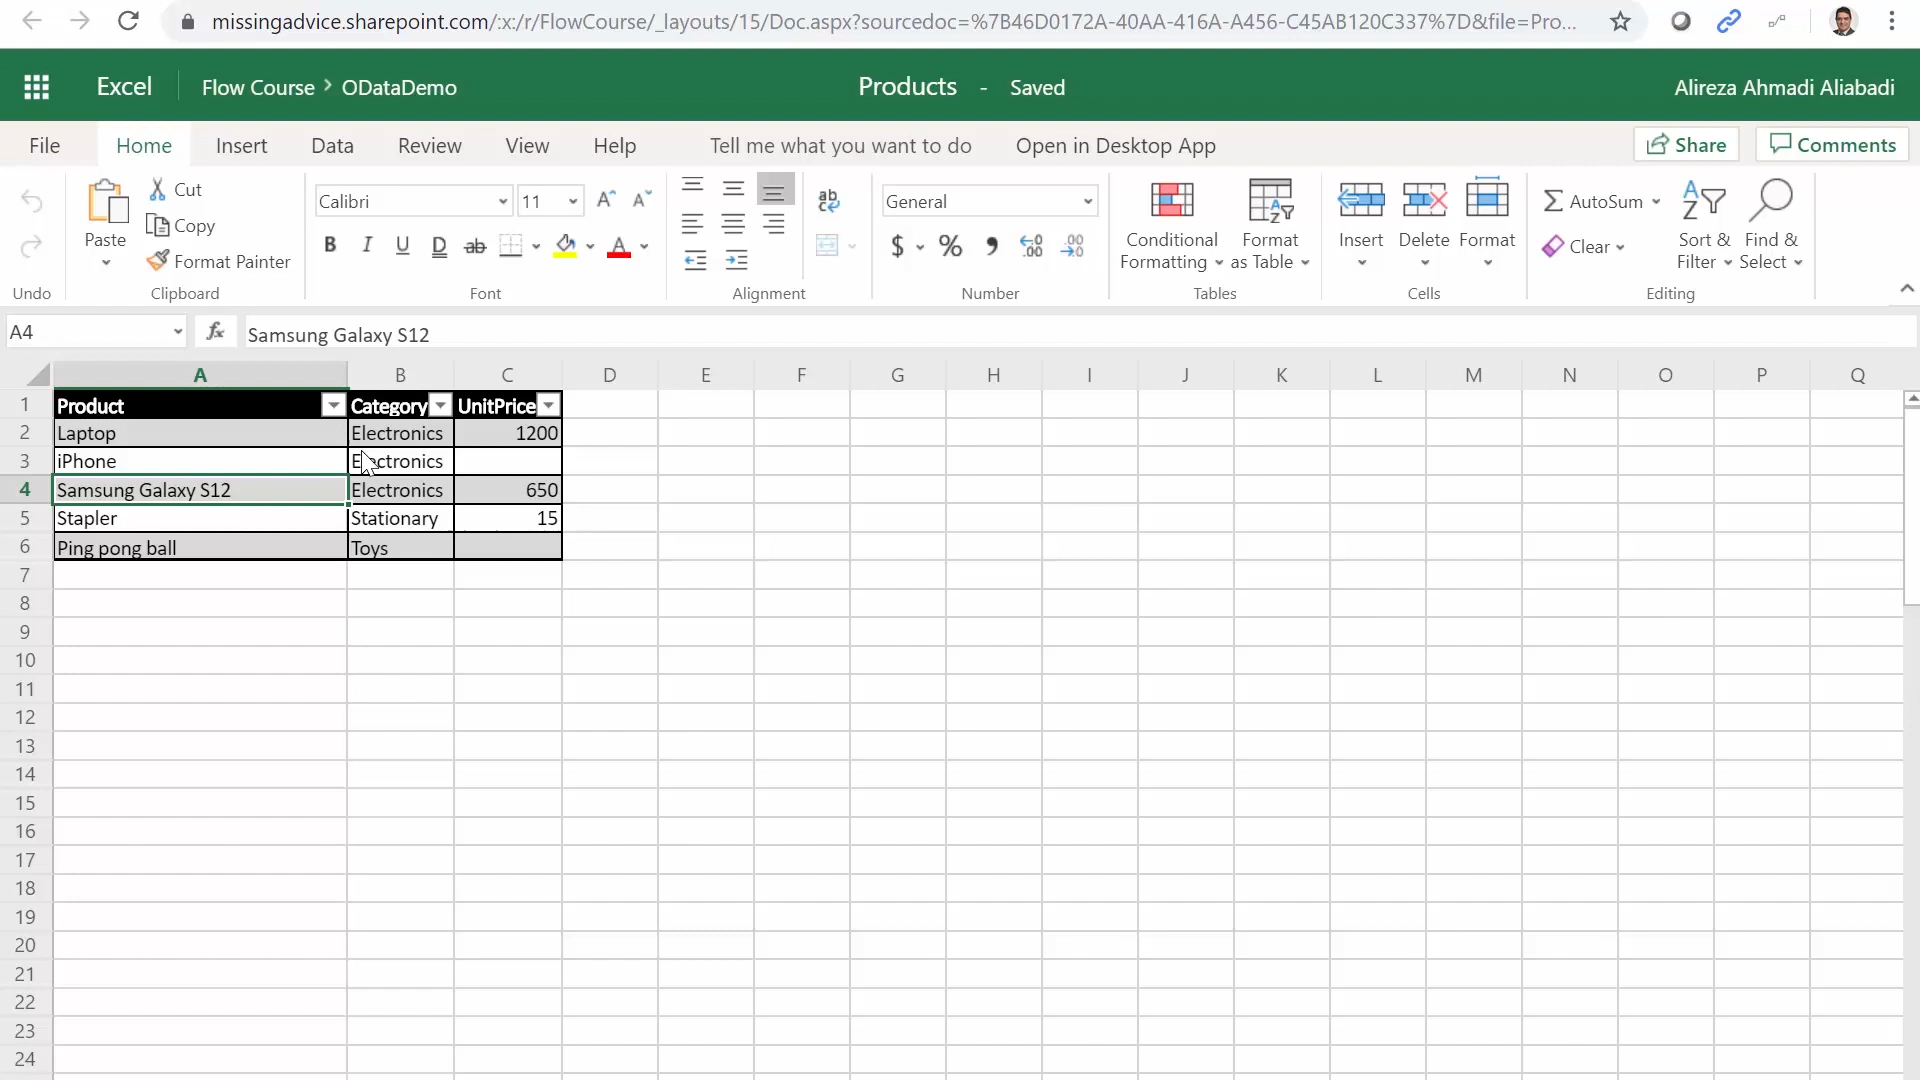 missingadvice.sharepoint.com/:x:/r/FlowCourse/_layouts/15/Doc.aspx?sourcedoc=%7B46D0172A-40AA-416A-A456-C45AB120C337%7D&file=Pro...
Excel Flow Course > ODataDemo Products - Saved Alireza Ahmadi Aliabadi
File Home Insert Data Review View Help Tell me what you want to do Open in Desktop App Share Comments
Paste Cut Calibri 11 General Conditional Formatting Format as Table Insert Delete Format AutoSum Sort & Filter Find & Select
Copy
Format Painter
Clear
Undo Clipboard Font Alignment Number Tables Cells Editing
A4 fx Samsung Galaxy S12
A B C D E F G H I J K L M N O P Q
1 Product Category UnitPrice
2 Laptop Electronics 1200
3 iPhone Electronics
4 Samsung Galaxy S12 Electronics 650
5 Stapler Stationary 15
6 Ping pong ball Toys
7
8
9
10
11
12
13
14
15
16
17
18
19
20
21
22
23
24